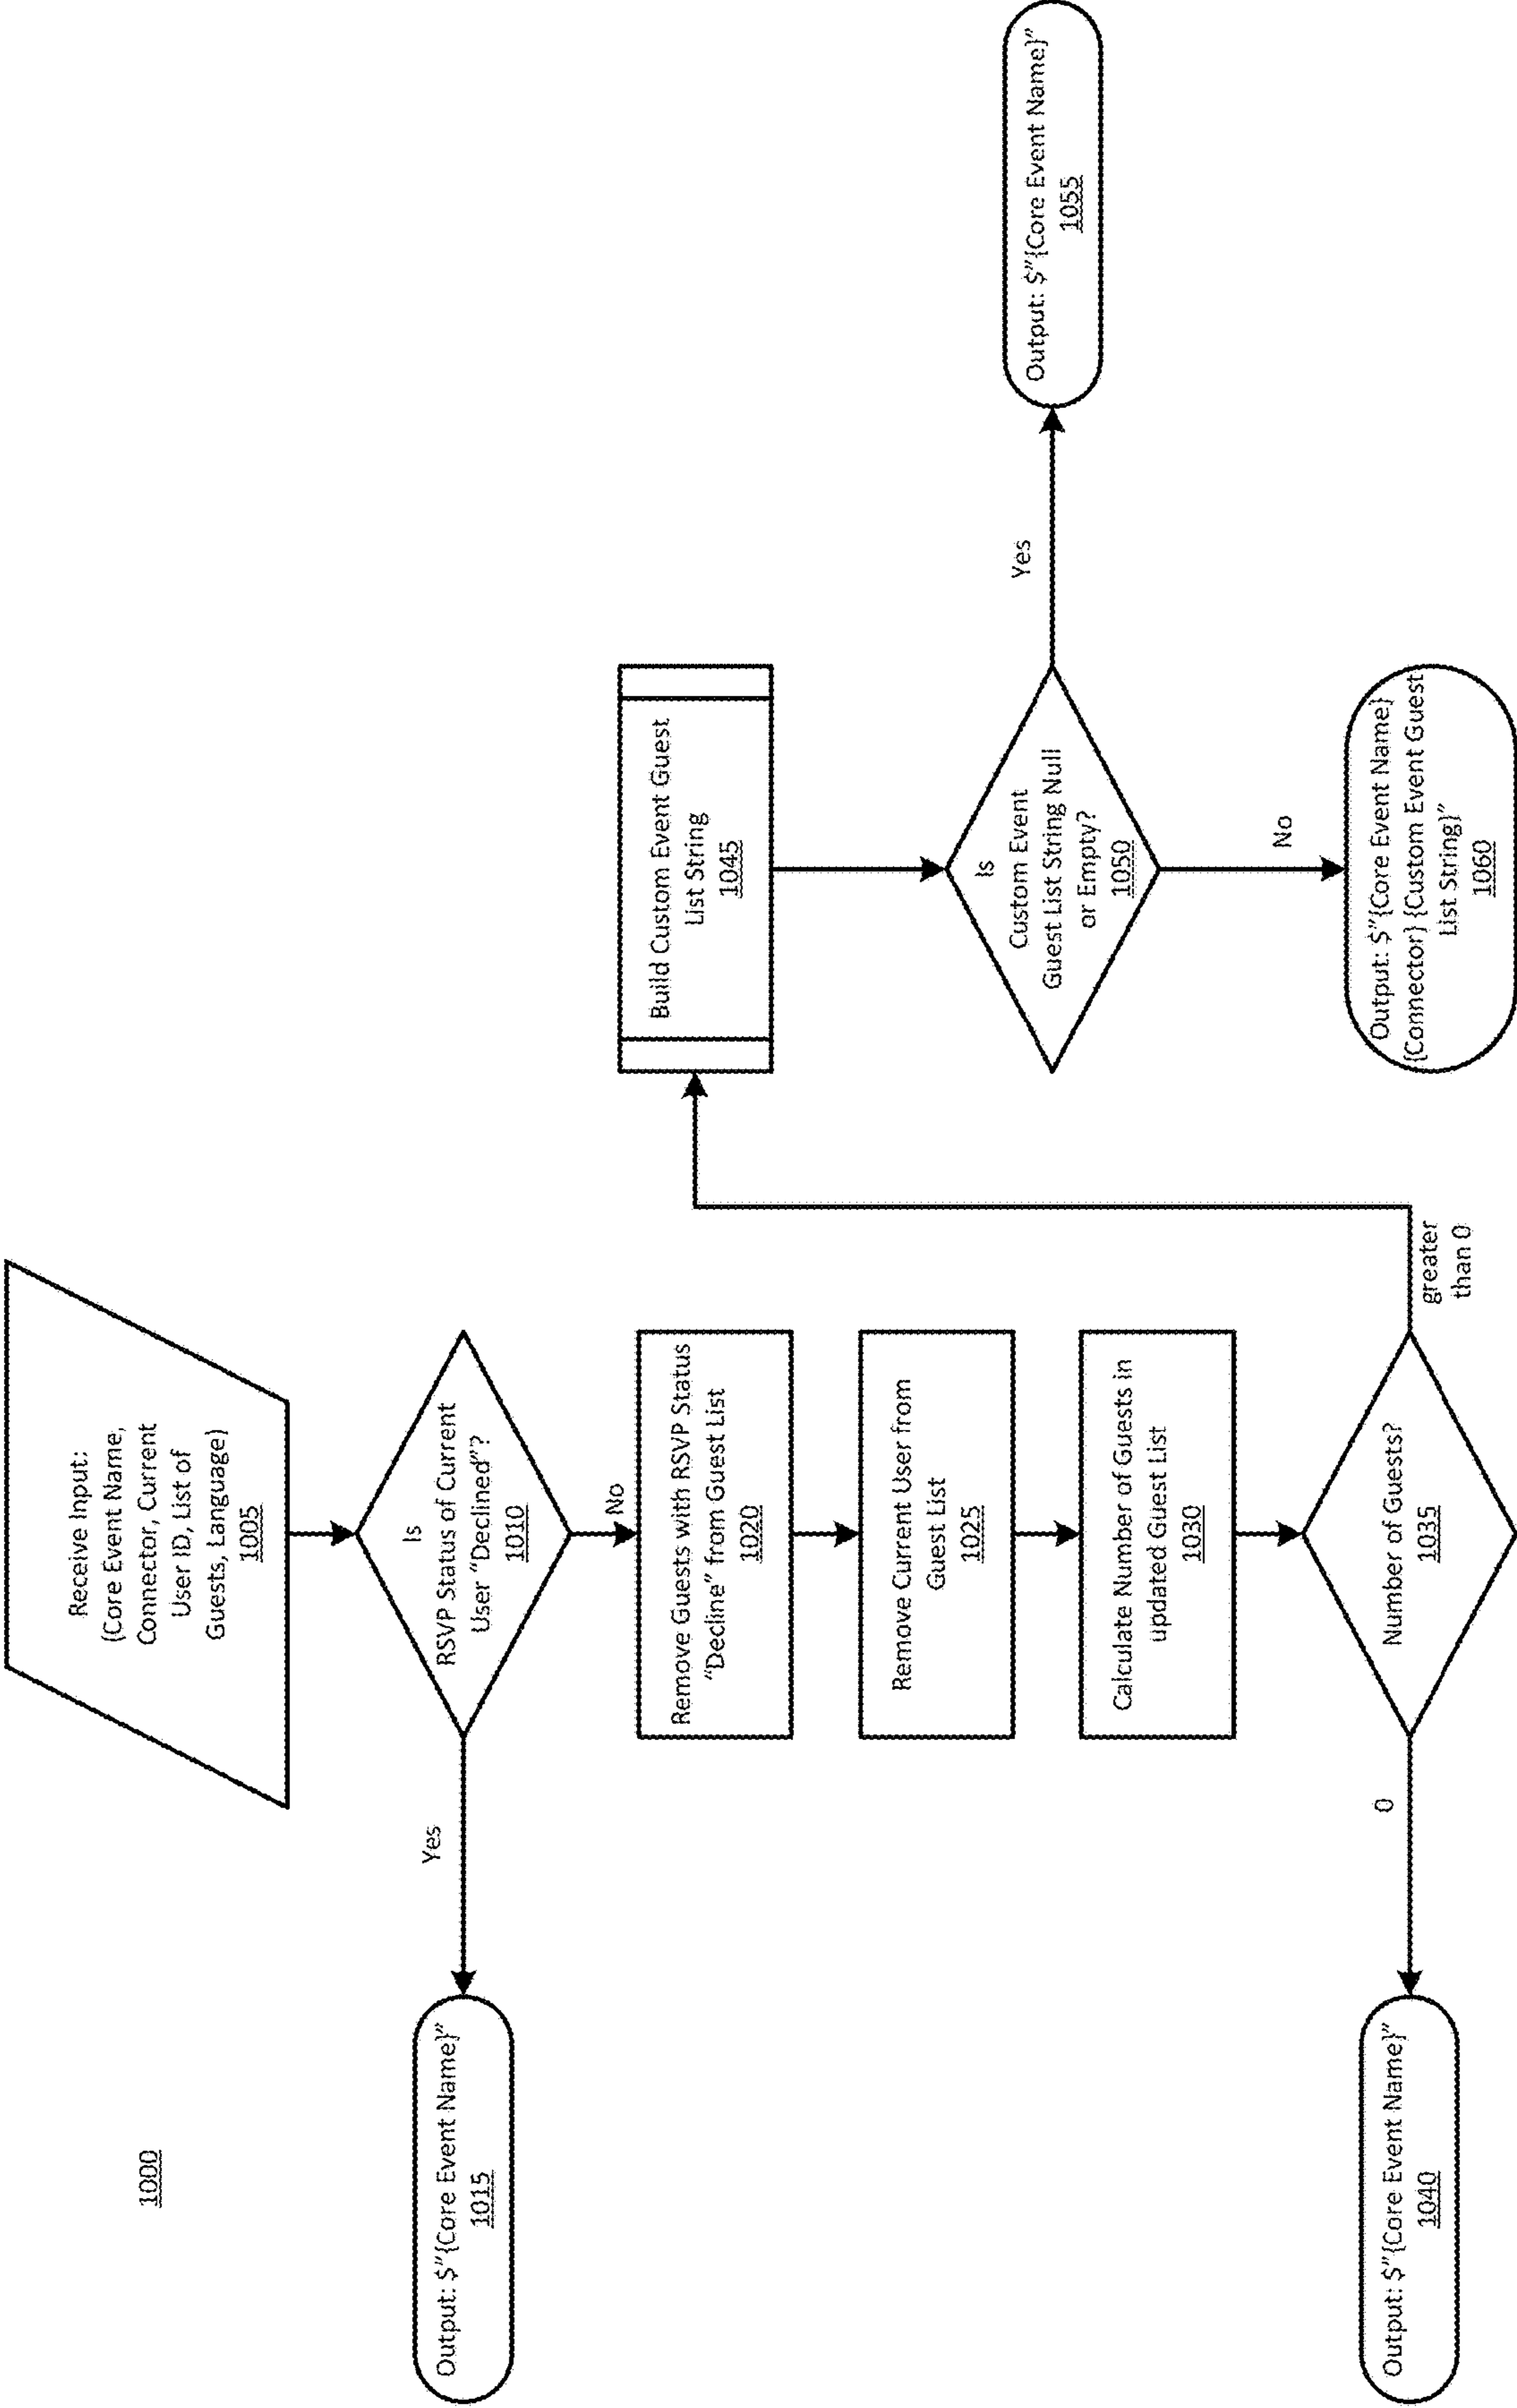 1000
Receive Input:
{Core Event Name,
Connector, Current
User ID, List of
Guests, Language}
1005
Is
RSVP Status of Current
User “Declined”?
1010
Yes
Output: $”{Core Event Name}”
1015
No
Remove Guests with RSVP Status
“Decline” from Guest List
1020
Remove Current User from
Guest List
1025
Calculate Number of Guests in
updated Guest List
1030
Number of Guests?
1035
0
Output: $”{Core Event Name}”
1040
greater
than 0
Build Custom Event Guest
List String
1045
Is
Custom Event
Guest List String Null
or Empty?
1050
Yes
Output: $”{Core Event Name}”
1055
No
Output: $”{Core Event Name}
{Connector} {Custom Event Guest
List String}”
1060